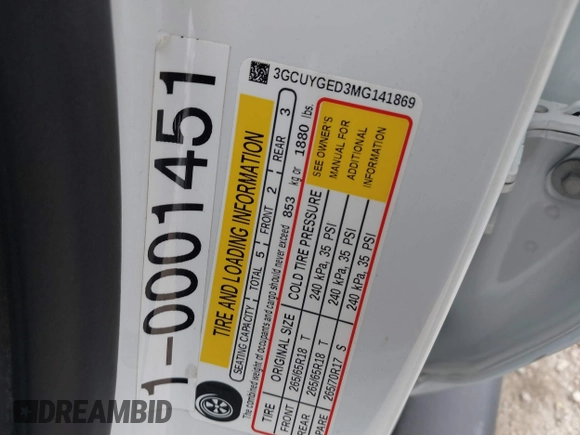 3GCUYGED3MG141869
TIRE AND LOADING INFORMATION
SEATING CAPACITY TOTAL 5 FRONT 2 REAR 3
The combined weight of occupants and cargo should never exceed 853 kg or 1880 lbs.
TIRE ORIGINAL SIZE COLD TIRE PRESSURE
FRONT 265/65R18 T 240 kPa, 35 PSI
REAR 265/65R18 T 240 kPa, 35 PSI
SPARE 265/70R17 S 240 kPa, 35 PSI
SEE OWNER'S
MANUAL FOR
ADDITIONAL
INFORMATION
1-0001451
DREAMBID